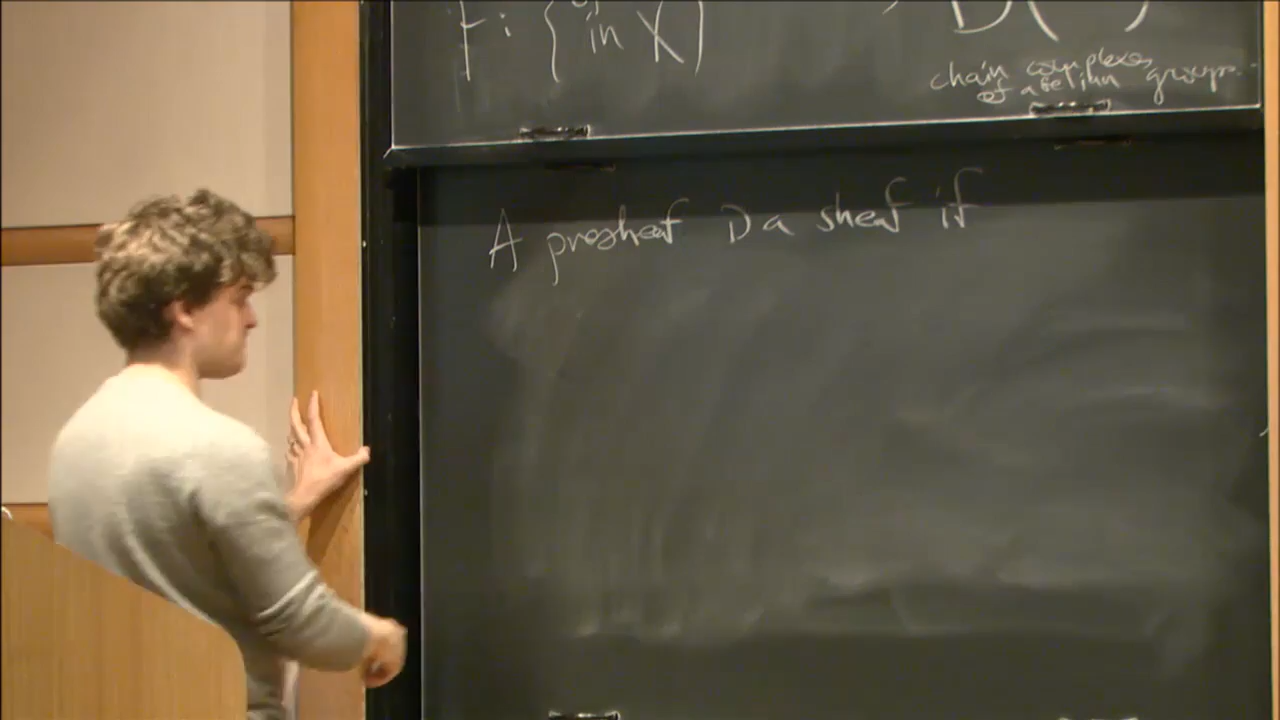 F: { in X }
D( )
chain complexes
of abelian groups...
A presheaf is a sheaf if